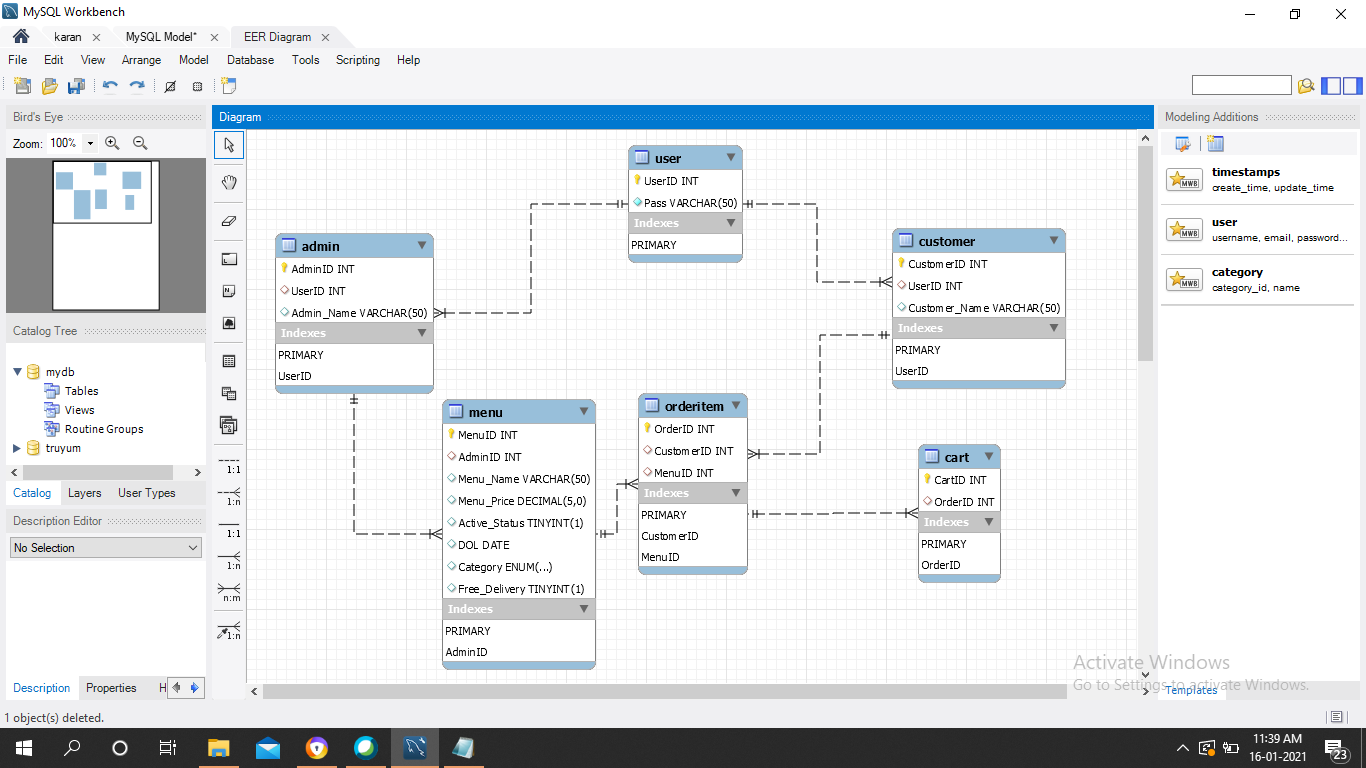 MySQL Workbench
karan
MySQL Model*
EER Diagram
File Edit View Arrange Model Database Tools Scripting Help
Bird's Eye
Zoom: 100%
Catalog Tree
mydb
Tables
Views
Routine Groups
truyum
Catalog Layers User Types
Description Editor
No Selection
Description Properties H
1 object(s) deleted.
Diagram
1:1
1:n
1:1
1:n
n:m
1:n
user
UserID INT
Pass VARCHAR(50)
Indexes
PRIMARY
admin
AdminID INT
UserID INT
Admin_Name VARCHAR(50)
Indexes
PRIMARY
UserID
customer
CustomerID INT
UserID INT
Customer_Name VARCHAR(50)
Indexes
PRIMARY
UserID
menu
MenuID INT
AdminID INT
Menu_Name VARCHAR(50)
Menu_Price DECIMAL(5,0)
Active_Status TINYINT(1)
DOL DATE
Category ENUM(...)
Free_Delivery TINYINT(1)
Indexes
PRIMARY
AdminID
orderitem
OrderID INT
CustomerID INT
MenuID INT
Indexes
PRIMARY
CustomerID
MenuID
cart
CartID INT
OrderID INT
Indexes
PRIMARY
OrderID
Modeling Additions
MWB
timestamps
create_time, update_time
MWB
user
username, email, password...
MWB
category
category_id, name
Templates
Activate Windows
Go to Settings to activate Windows.
11:39 AM
16-01-2021
23